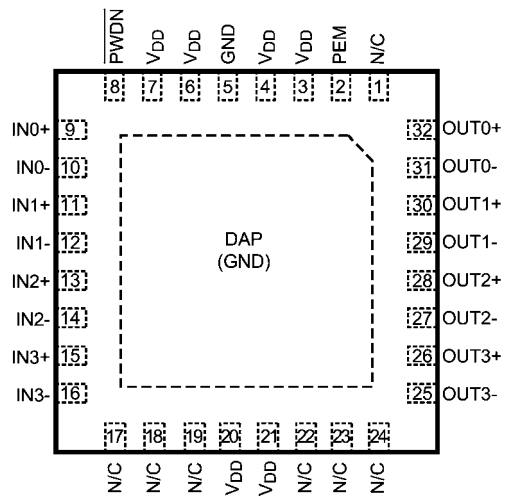 PWDN VDD VDD GND VDD VDD PEM N/C
8 7 6 5 4 3 2 1
IN0+ 9 32 OUT0+
IN0- 10 31 OUT0-
IN1+ 11 30 OUT1+
IN1- 12 29 OUT1-
DAP
(GND)
IN2+ 13 28 OUT2+
IN2- 14 27 OUT2-
IN3+ 15 26 OUT3+
IN3- 16 25 OUT3-
17 18 19 20 21 22 23 24
N/C N/C N/C VDD VDD N/C N/C N/C